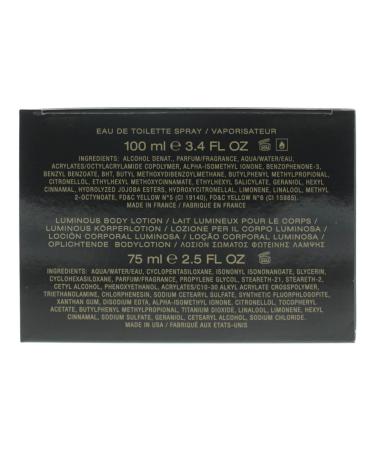 EAU DE TOILETTE SPRAY / VAPORISATEUR
100 ml e 3.4 FL OZ
INGREDIENTS: ALCOHOL DENAT., PARFUM/FRAGRANCE, AQUA/WATER/EAU,
ACRYLATES/OCTYLACRYLAMIDE COPOLYMER, ALPHA-ISOMETHYL IONONE, BENZOPHENONE-3,
BENZYL BENZOATE, BHT, BUTYL METHOXYDIBENZOYLMETHANE, BUTYLPHENYL METHYLPROPIONAL,
CITRONELLOL, ETHYLHEXYL METHOXYCINNAMATE, ETHYLHEXYL SALICYLATE, GERANIOL, HEXYL
CINNAMAL, HYDROLYZED JOJOBA ESTERS, HYDROXYCITRONELLAL, LIMONENE, LINALOOL, METHYL
2-OCTYNOATE, FD&C YELLOW N°5 (CI 19140), FD&C YELLOW N°6 (CI 15985).
MADE IN FRANCE / FABRIQUÉ EN FRANCE
LUMINOUS BODY LOTION / LAIT LUMINEUX POUR LE CORPS /
LUMINOUS KÖRPERLOTION / LOZIONE PER IL CORPO LUMINOSA /
LOCIÓN CORPORAL LUMINOSA / LOÇÃO CORPORAL LUMINOSA /
OPLICHTENDE BODYLOTION / ΛΟΣΙΟΝ ΣΩΜΑΤΟΣ ΦΩΤΕΙΝΗΣ ΛΑΜΨΗΣ
75 ml e 2.5 FL OZ
INGREDIENTS: AQUA/WATER/EAU, CYCLOPENTASILOXANE, ISONONYL ISONONANOATE, GLYCERIN,
CYCLOHEXASILOXANE, PARFUM/FRAGRANCE, PROPYLENE GLYCOL, STEARETH-21, STEARETH-2,
CETYL ALCOHOL, PHENOXYETHANOL, ACRYLATES/C10-30 ALKYL ACRYLATE CROSSPOLYMER,
TRIETHANOLAMINE, CHLORPHENESIN, SODIUM CETEARYL SULFATE, SYNTHETIC FLUORPHLOGOPITE,
XANTHAN GUM, DISODIUM EDTA, ALPHA-ISOMETHYL IONONE, CITRONELLOL, TOCOPHERYL
ACETATE, BUTYLPHENYL METHYLPROPIONAL, TITANIUM DIOXIDE, LINALOOL, LIMONENE, HEXYL
CINNAMAL, SODIUM SULFATE, GERANIOL, CETEARYL ALCOHOL, SODIUM CHLORIDE.
MADE IN USA / FABRIQUÉ AUX ETATS-UNIS